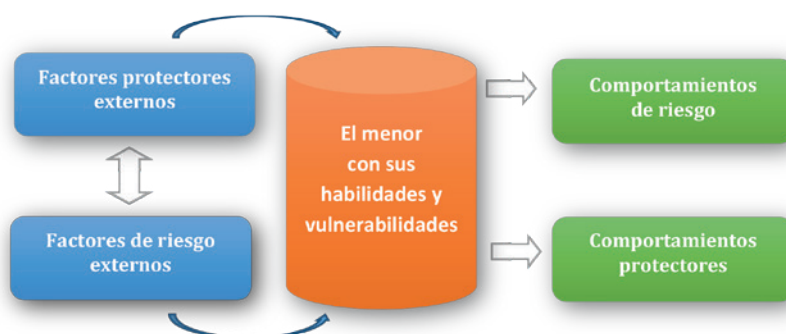 Factores protectores
externos
Factores de riesgo
externos
El menor
con sus
habilidades y
vulnerabilidades
Comportamientos
de riesgo
Comportamientos
protectores